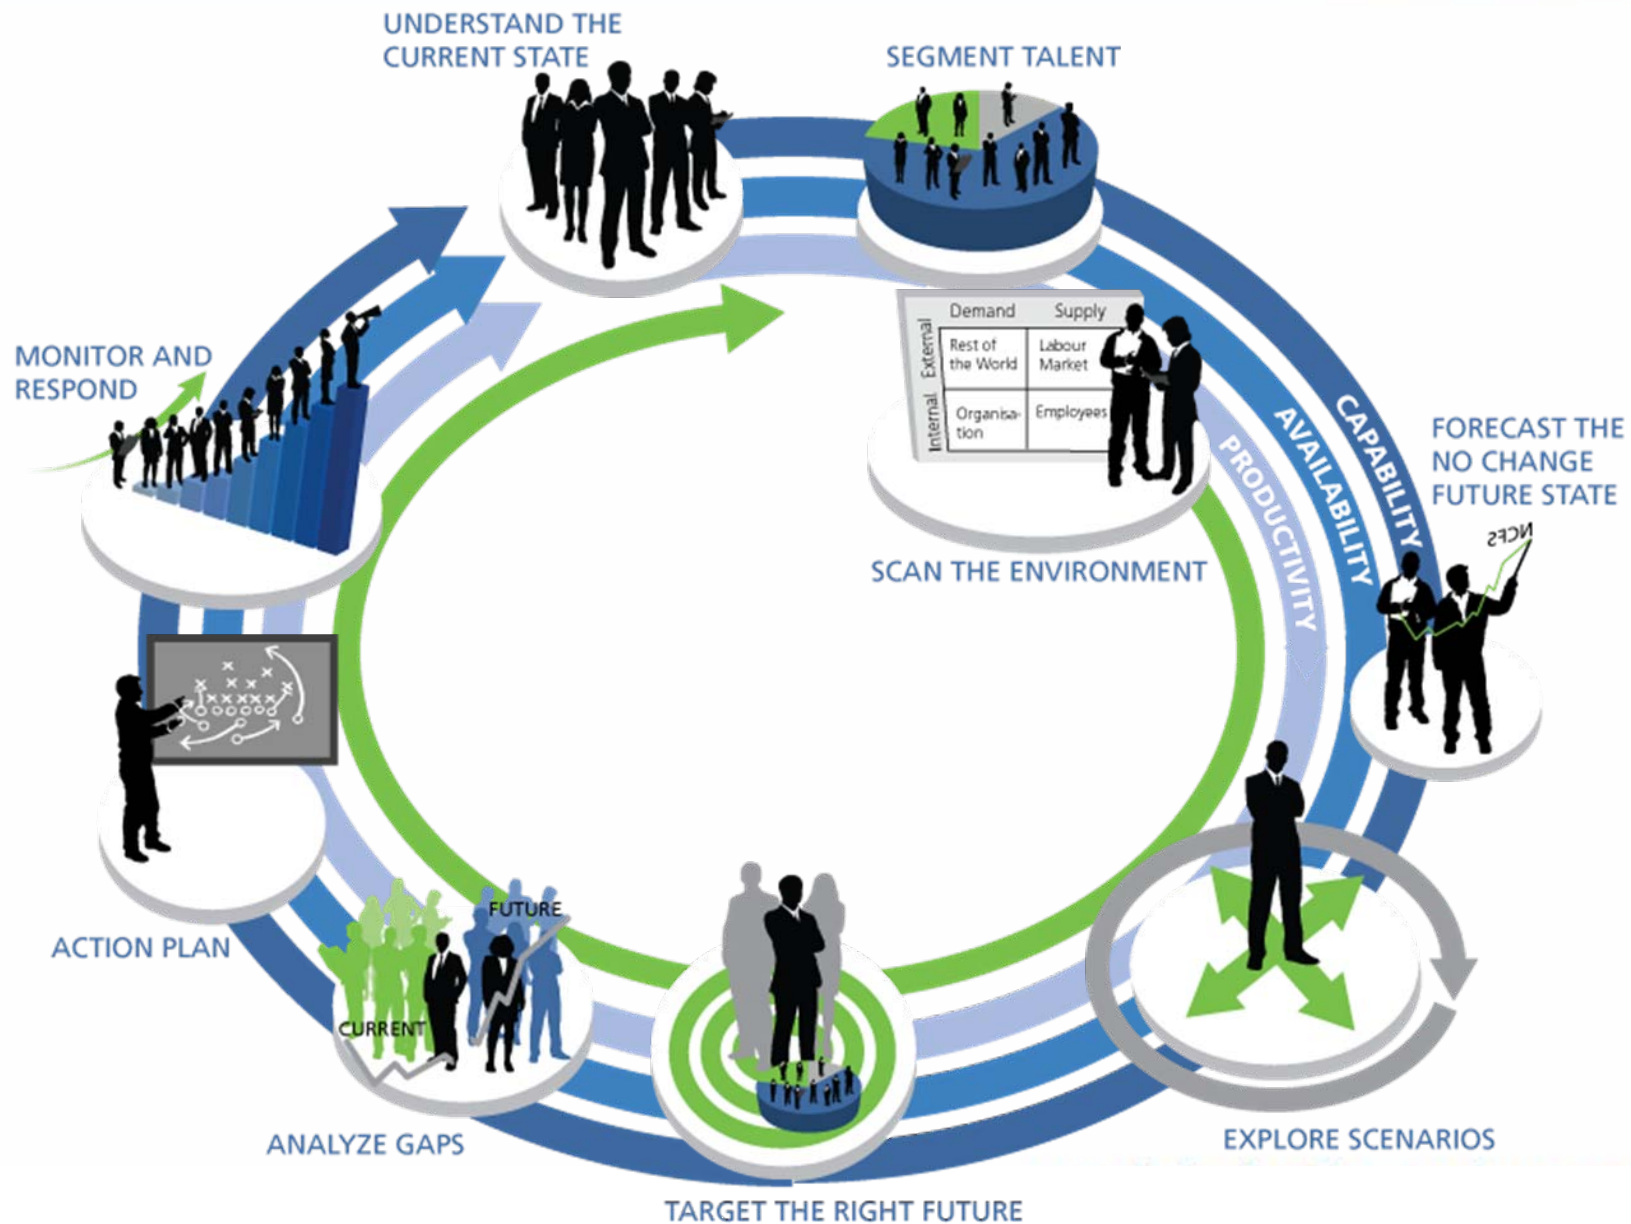 UNDERSTAND THE
CURRENT STATE
SEGMENT TALENT
Demand Supply
External
Rest of
the World
Labour
Market
Internal
Organisa-
tion
Employees
SCAN THE ENVIRONMENT
PRODUCTIVITY
AVAILABILITY
CAPABILITY
FORECAST THE
NO CHANGE
FUTURE STATE
NCFS
EXPLORE SCENARIOS
TARGET THE RIGHT FUTURE
FUTURE
CURRENT
ANALYZE GAPS
ACTION PLAN
MONITOR AND
RESPOND